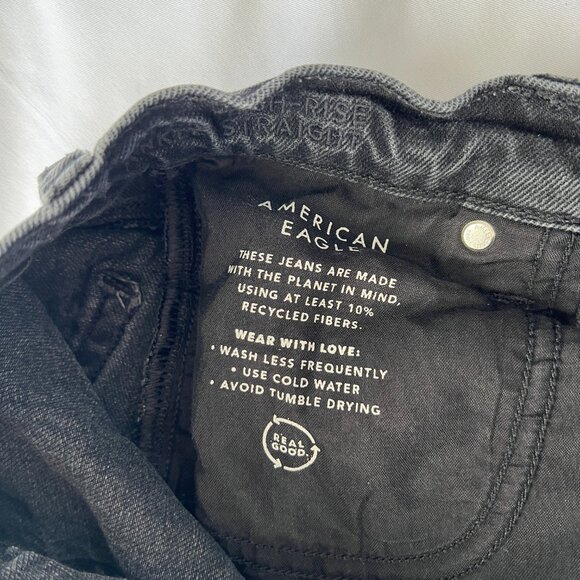 STRAIGHT
AMERICAN
EAGLE
THESE JEANS ARE MADE
WITH THE PLANET IN MIND,
USING AT LEAST 10%
RECYCLED FIBERS.
WEAR WITH LOVE:
• WASH LESS FREQUENTLY
• USE COLD WATER
• AVOID TUMBLE DRYING
REAL
GOOD.